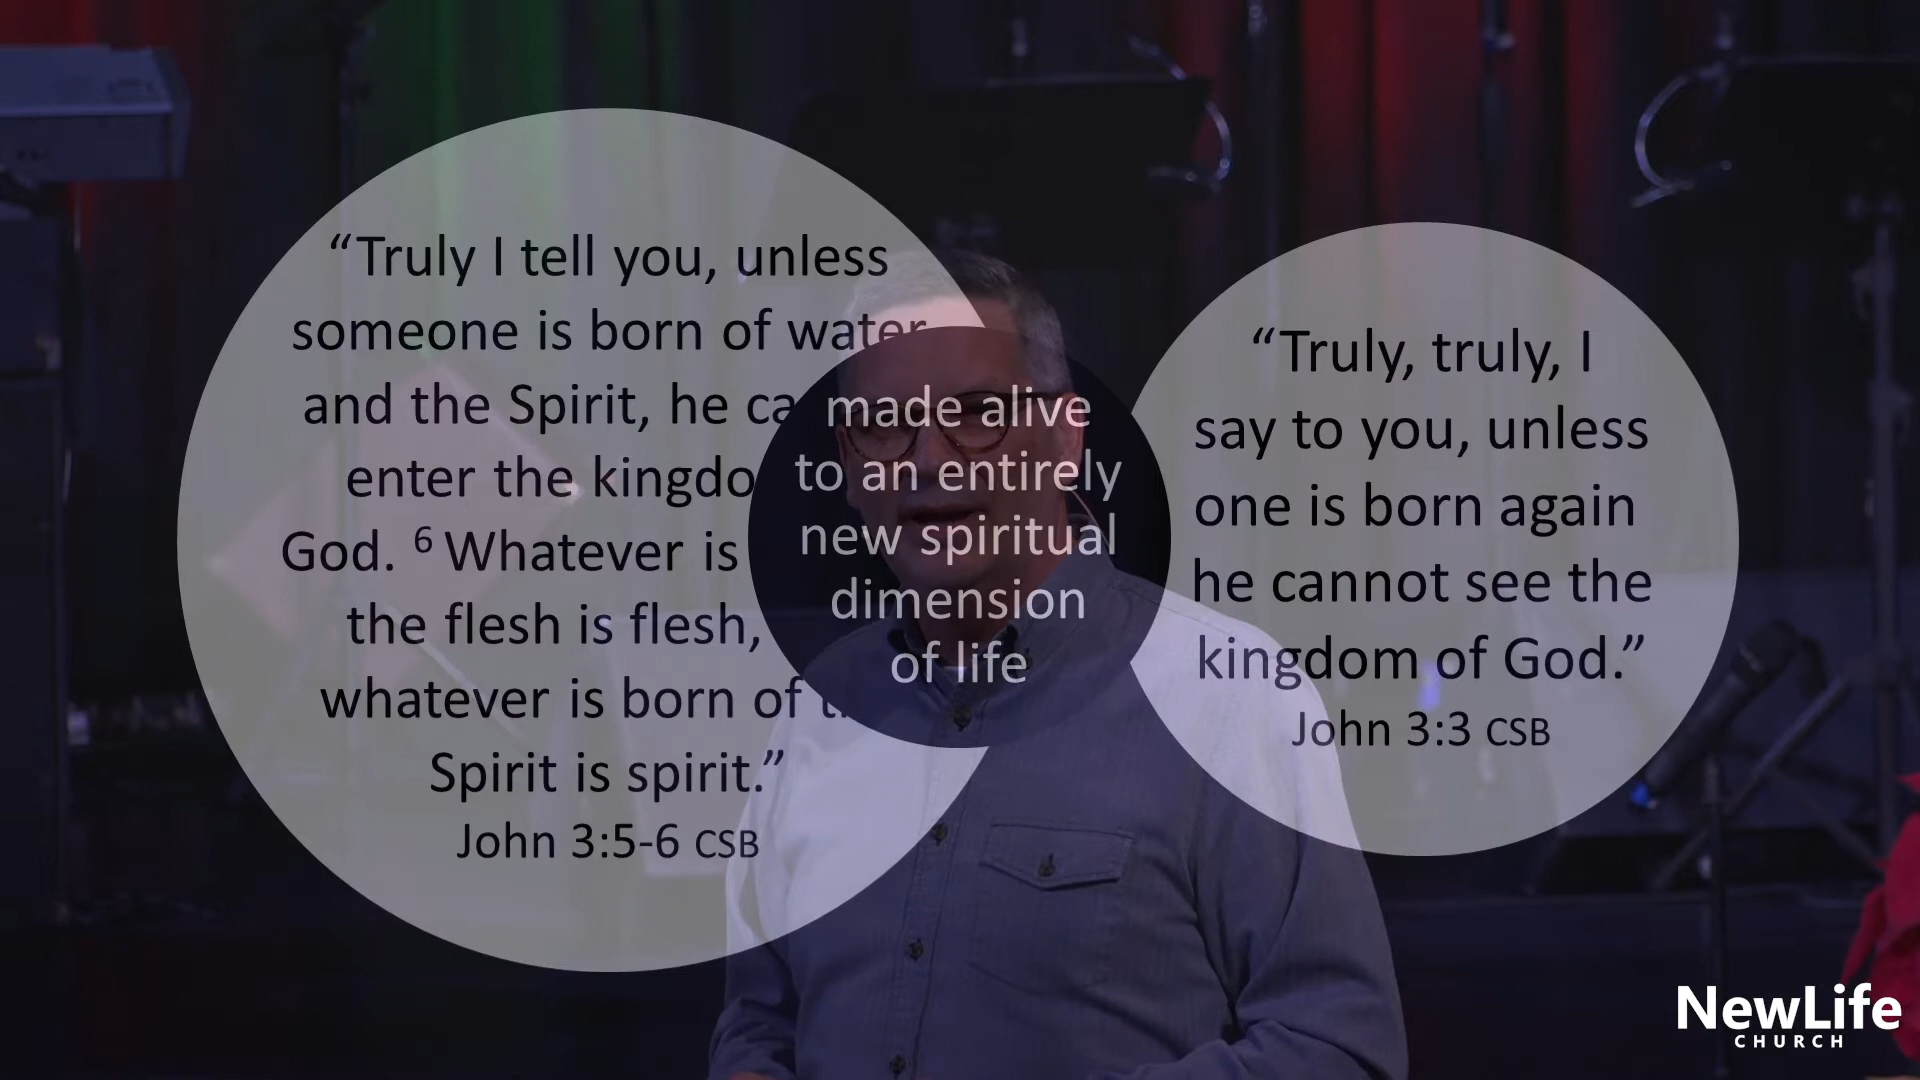 “Truly I tell you, unless
someone is born of water
and the Spirit, he ca
enter the kingdo
God. 6 Whatever is
the flesh is flesh,
whatever is born of
Spirit is spirit.”
John 3:5-6 CSB
made alive
to an entirely
new spiritual
dimension
of life
“Truly, truly, I
say to you, unless
one is born again
he cannot see the
kingdom of God.”
John 3:3 CSB
NewLife
CHURCH